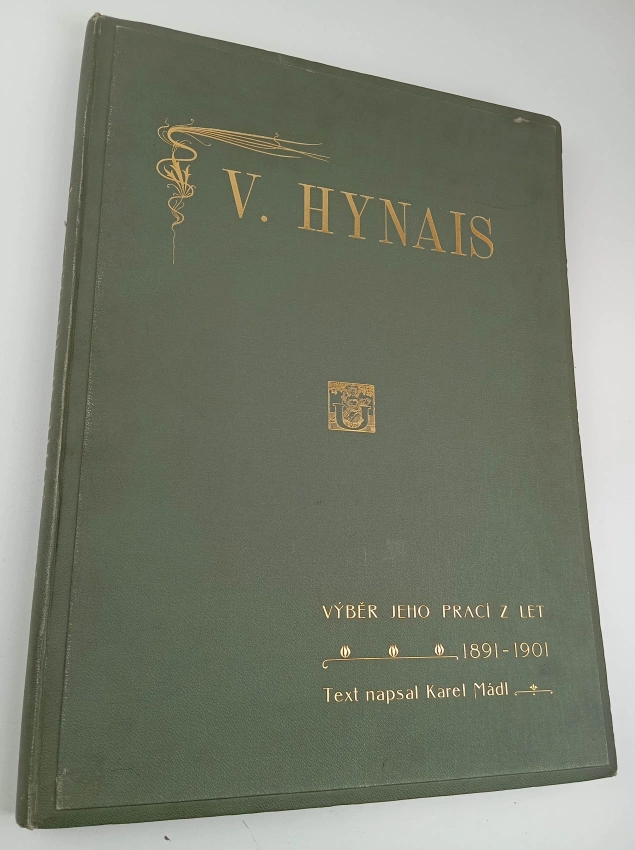 V. HYNAIS
U
VÝBĚR JEHO PRACÍ Z LET
1891-1901
Text napsal Karel Mádl